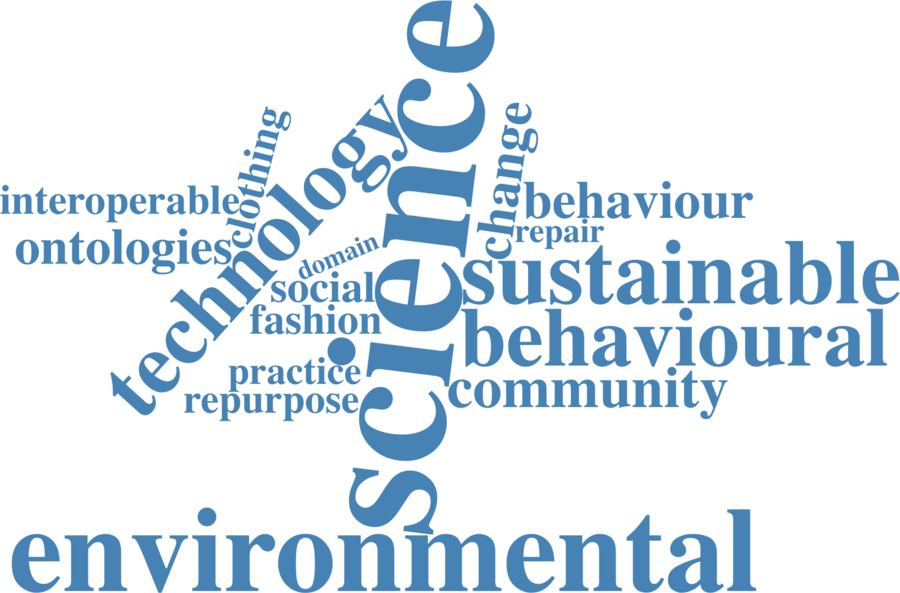 science
technology
clothing
change
interoperable
behaviour
ontologies
repair
domain
sustainable
social
fashion
behavioural
practice
community
repurpose
environmental